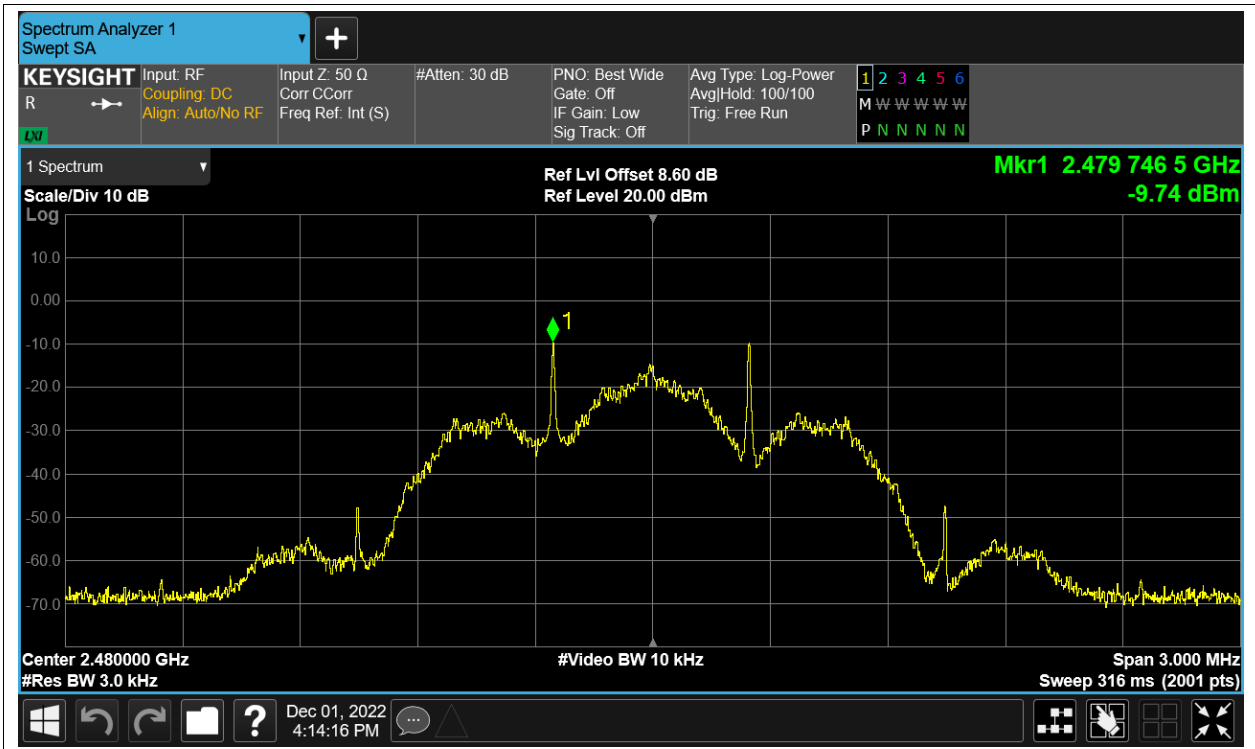 Spectrum Analyzer 1
Swept SA
KEYSIGHT
R
LXI
Input: RF
Coupling: DC
Align: Auto/No RF
Input Z: 50 Ω
Corr CCorr
Freq Ref: Int (S)
#Atten: 30 dB
PNO: Best Wide
Gate: Off
IF Gain: Low
Sig Track: Off
Avg Type: Log-Power
Avg|Hold: 100/100
Trig: Free Run
1 2 3 4 5 6
M W W W W W W
P N N N N N N
1 Spectrum
Scale/Div 10 dB
Log
Ref Lvl Offset 8.60 dB
Ref Level 20.00 dBm
Mkr1 2.479 746 5 GHz
-9.74 dBm
10.0
0.00
-10.0
-20.0
-30.0
-40.0
-50.0
-60.0
-70.0
1
Center 2.480000 GHz
#Res BW 3.0 kHz
#Video BW 10 kHz
Span 3.000 MHz
Sweep 316 ms (2001 pts)
?
Dec 01, 2022
4:14:16 PM